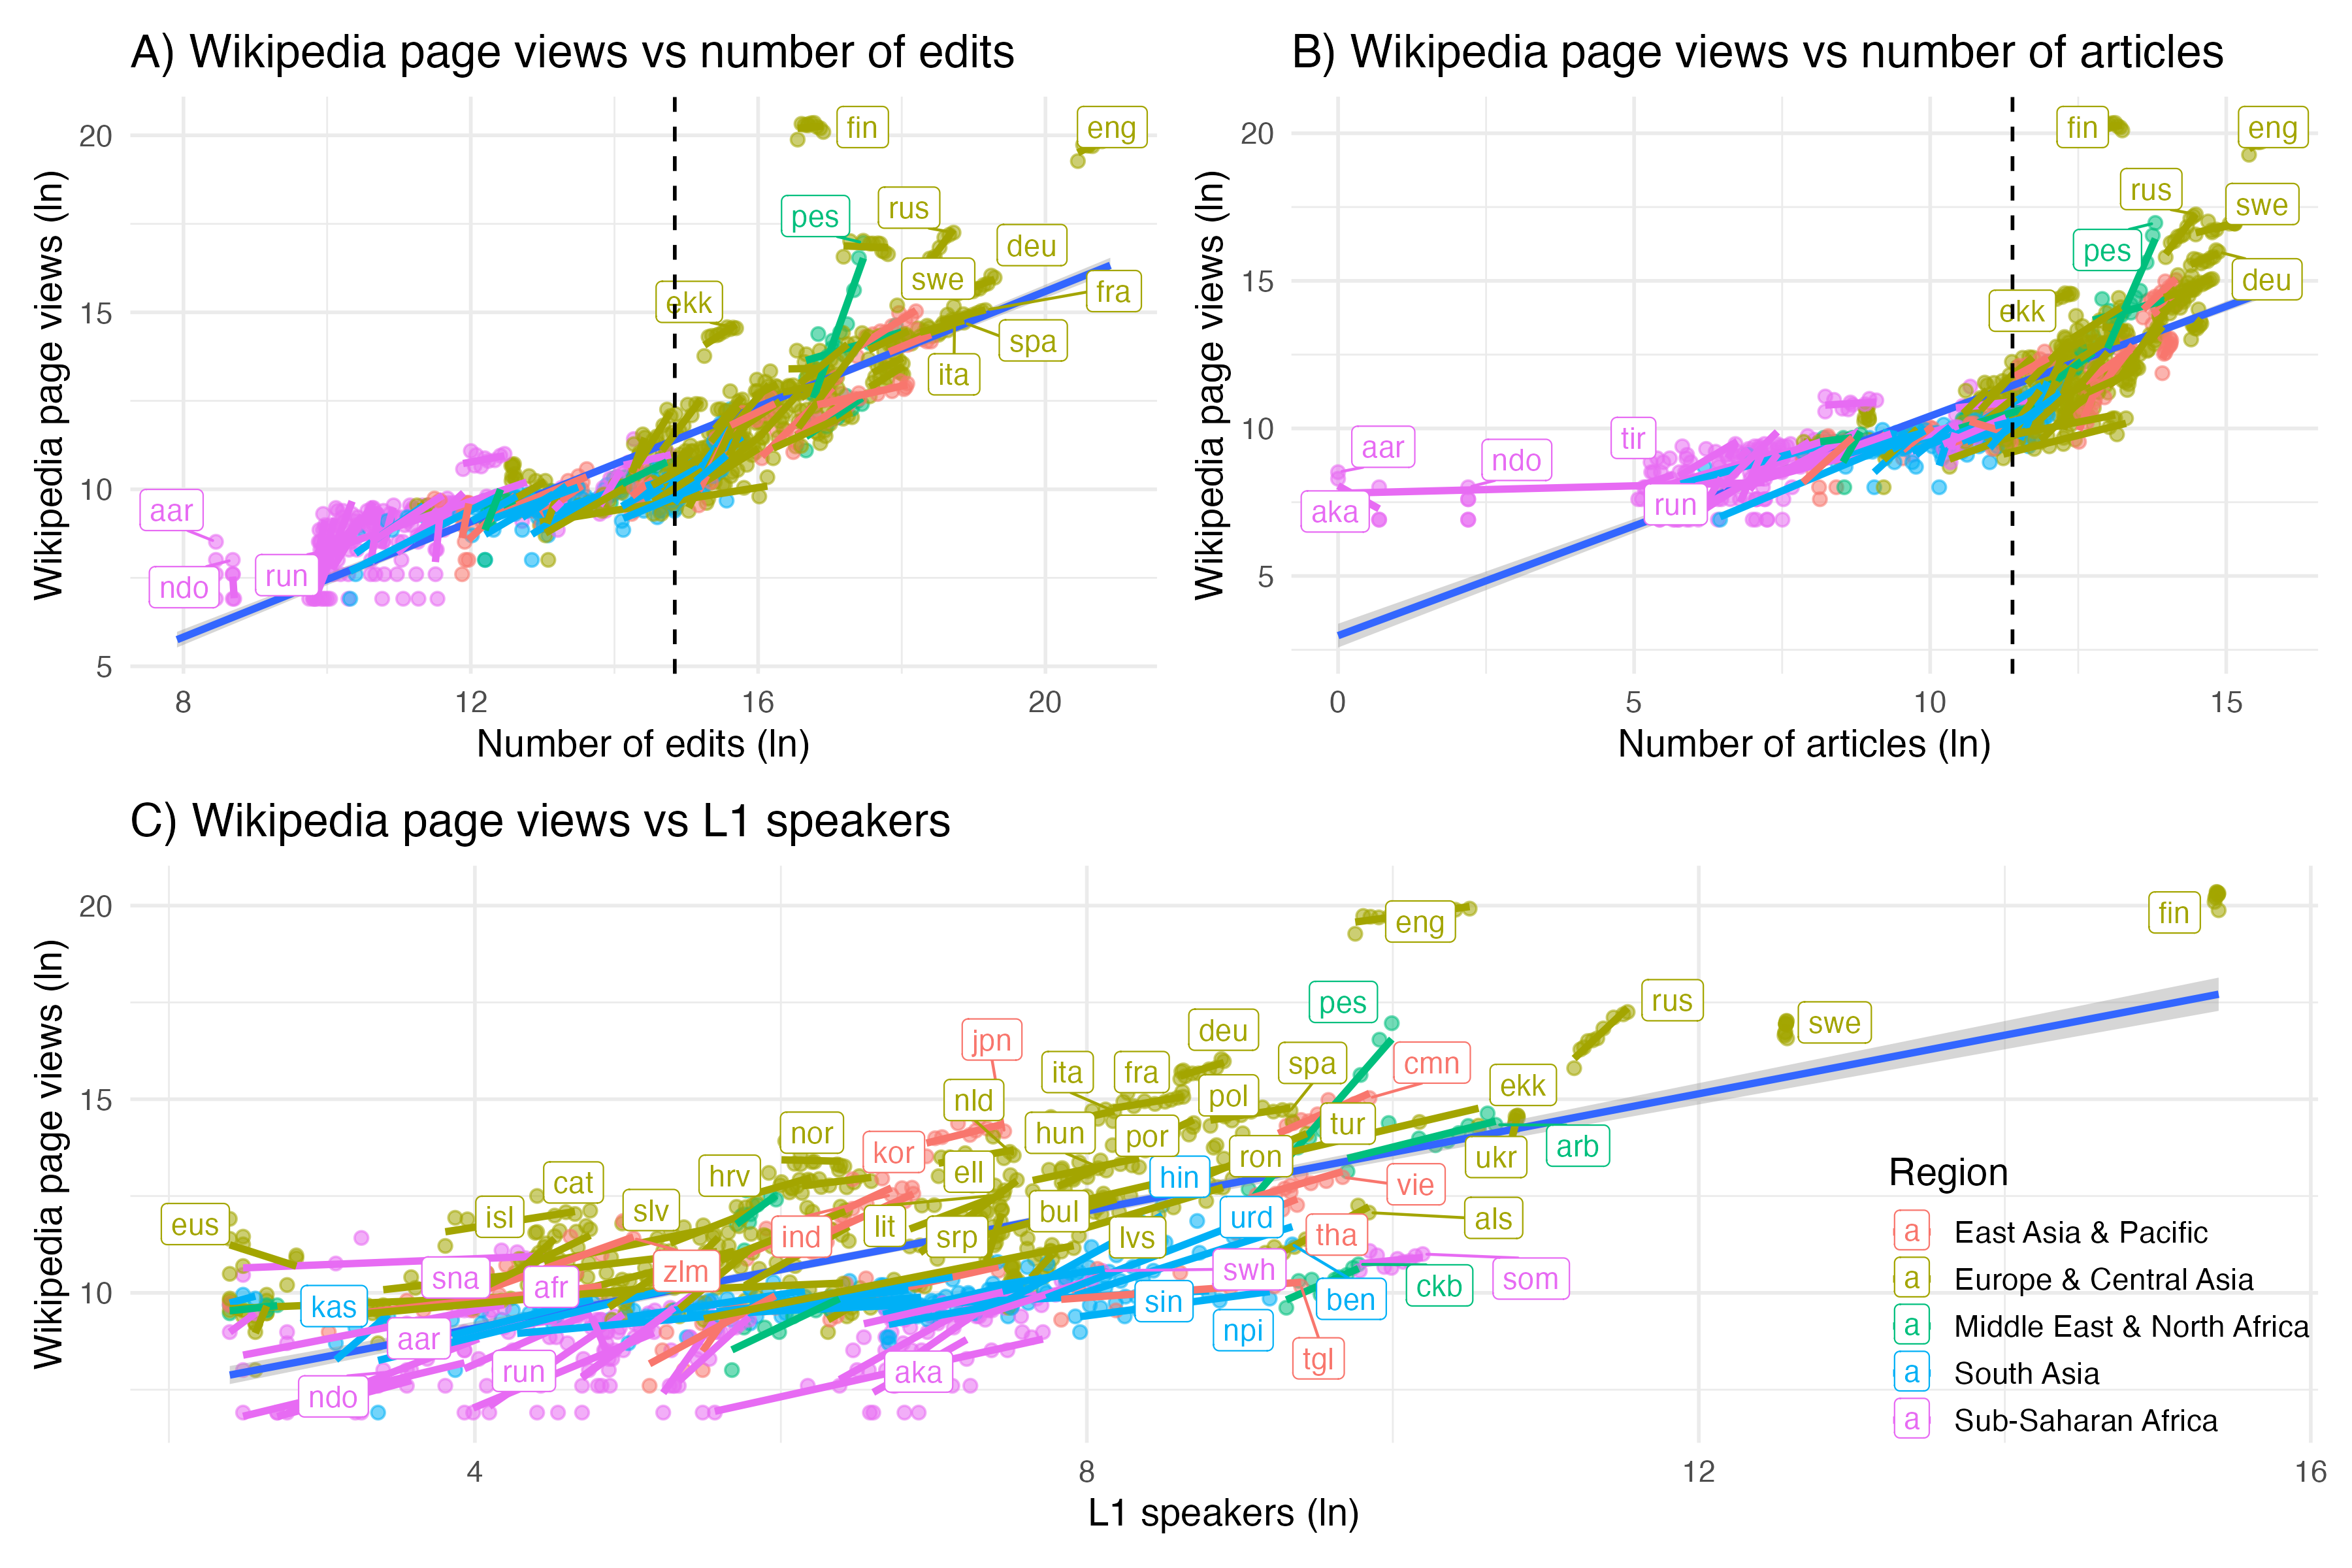 A) Wikipedia page views vs number of edits
Wikipedia page views (ln)
20
15
10
5
fin
eng
pes
rus
deu
swe
ekk
fra
spa
ita
aar
ndo
run
8
12
16
20
Number of edits (ln)
B) Wikipedia page views vs number of articles
Wikipedia page views (ln)
20
15
10
5
fin
eng
rus
swe
pes
deu
ekk
tir
aar
ndo
aka
run
0
5
10
15
Number of articles (ln)
C) Wikipedia page views vs L1 speakers
Wikipedia page views (ln)
20
15
10
eng
fin
pes
rus
swe
deu
jpn
ita
fra
spa
cmn
nld
pol
ekk
nor
hun
por
tur
kor
ron
ukr
arb
cat
hrv
ell
hin
vie
eus
isl
slv
ind
lit
srp
bul
lvs
urd
tha
als
kas
sna
afr
zlm
swh
som
sin
ben
ckb
aar
npi
run
aka
tgl
ndo
4
8
12
16
L1 speakers (ln)
Region
a East Asia & Pacific
a Europe & Central Asia
a Middle East & North Africa
a South Asia
a Sub-Saharan Africa